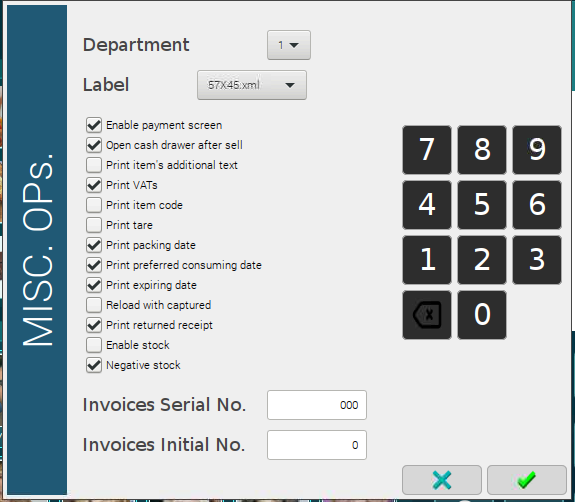 MISC. OPs.
Department
1
Label
57X45.xml
Enable payment screen
Open cash drawer after sell
Print item's additional text
Print VATs
Print item code
Print tare
Print packing date
Print preferred consuming date
Print expiring date
Reload with captured
Print returned receipt
Enable stock
Negative stock
7 8 9
4 5 6
1 2 3
0
Invoices Serial No. 000
Invoices Initial No. 0